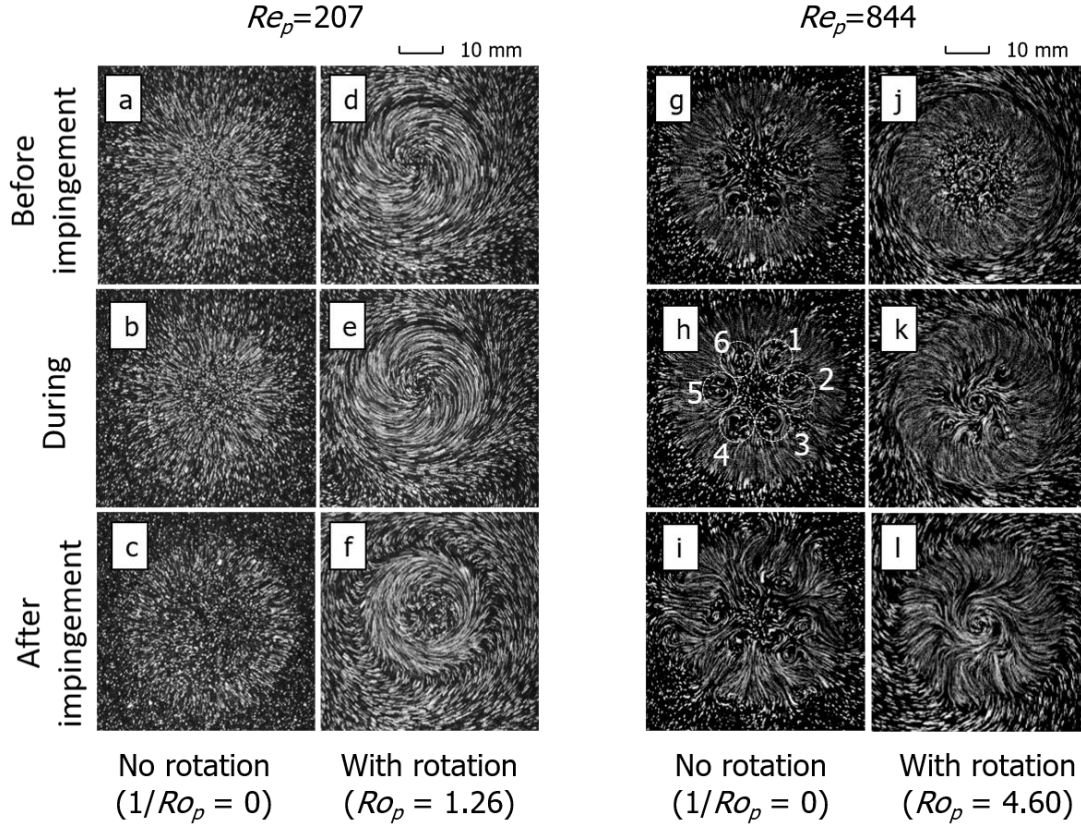 Re_p=207
Re_p=844
10 mm
10 mm
Before impingement
a
d
g
j
During
b
e
h
k
6
1
5
2
4
3
After impingement
c
f
i
l
No rotation
(1/Ro_p = 0)
With rotation
(Ro_p = 1.26)
No rotation
(1/Ro_p = 0)
With rotation
(Ro_p = 4.60)